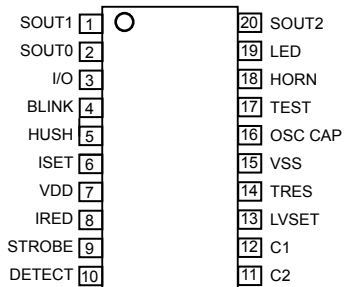 SOUT1 1 20 SOUT2
SOUT0 2 19 LED
I/O 3 18 HORN
BLINK 4 17 TEST
HUSH 5 16 OSC CAP
ISET 6 15 VSS
VDD 7 14 TRES
IRED 8 13 LVSET
STROBE 9 12 C1
DETECT 10 11 C2